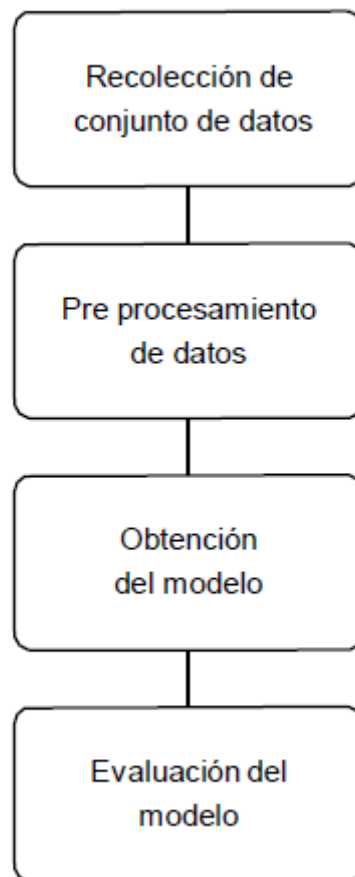 Recolección de
conjunto de datos
Pre procesamiento
de datos
Obtención
del modelo
Evaluación del
modelo